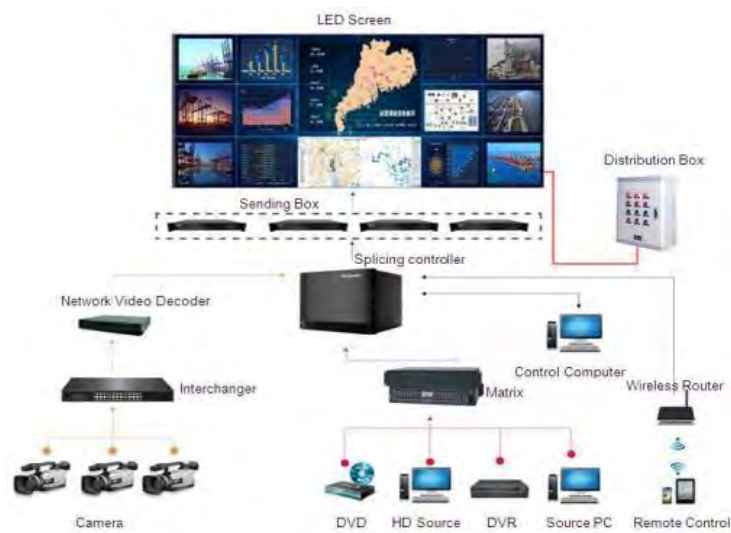 LED Screen
Distribution Box
Sending Box
Splicing controller
Network Video Decoder
Control Computer
Wireless Router
Interchanger
Matrix
Camera
DVD
HD Source
DVR
Source PC
Remote Control